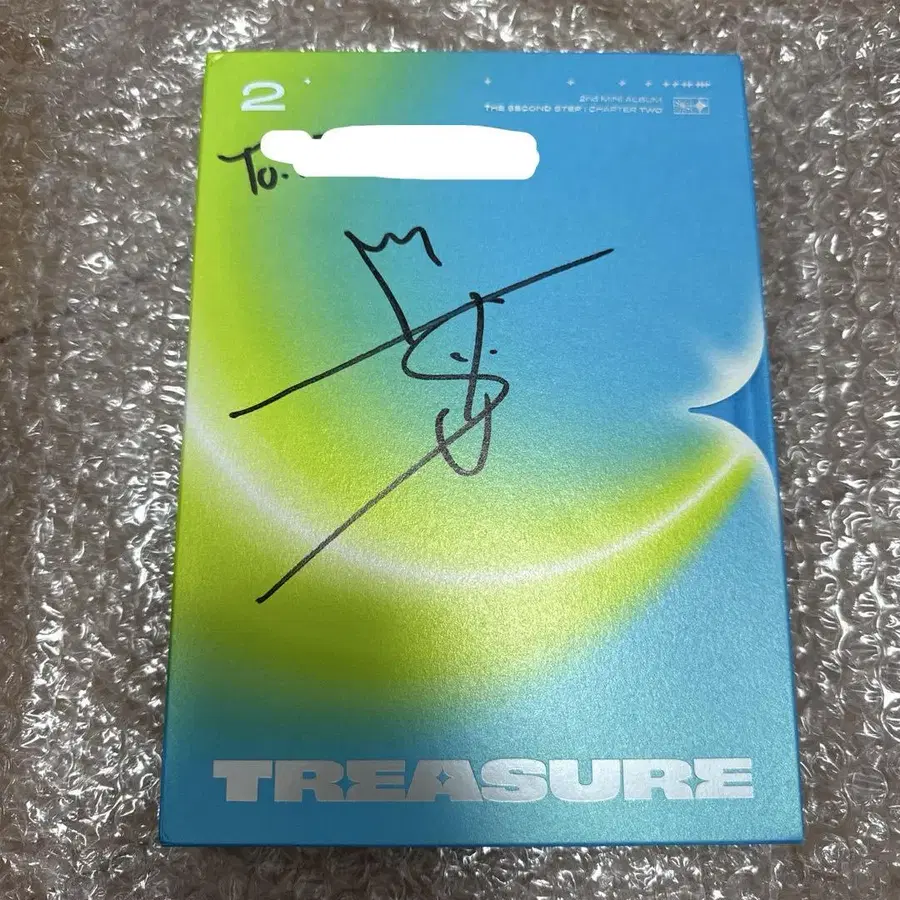 2
2nd MINI ALBUM
THE SECOND STEP : CHAPTER TWO
To.
TREASURE